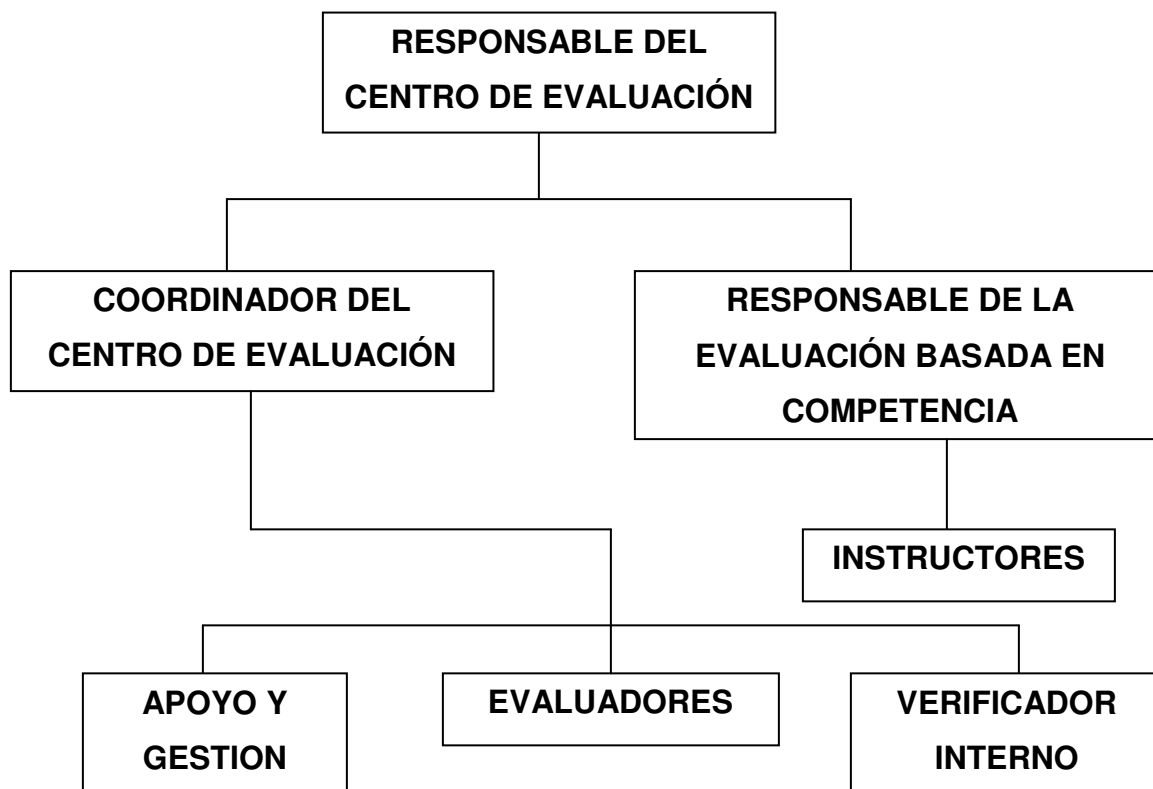 RESPONSABLE DEL
CENTRO DE EVALUACIÓN
COORDINADOR DEL
CENTRO DE EVALUACIÓN
RESPONSABLE DE LA
EVALUACIÓN BASADA EN
COMPETENCIA
INSTRUCTORES
APOYO Y
GESTION
EVALUADORES
VERIFICADOR
INTERNO